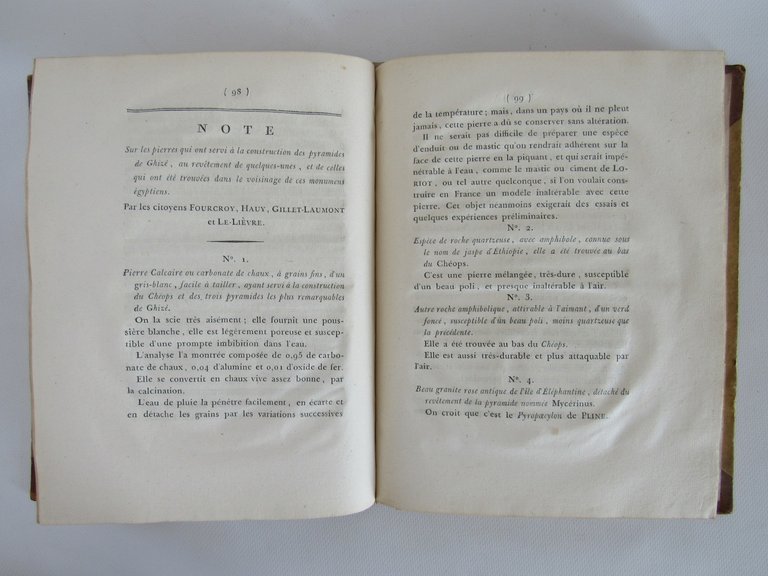 ( 98 )
NOTE
Sur les pierres qui ont servi à la construction des pyramides
de Ghizé, au revêtement de quelques-unes, et de celles
qui ont été trouvées dans le voisinage de ces monumens
égyptiens.
Par les citoyens FOURCROY, HAUY, GILLET-LAUMONT
et LE-LIÈVRE.
Nº. 1.
Pierre Calcaire ou carbonate de chaux, à grains fins, d'un
gris-blanc, facile à tailler, ayant servi à la construction
du Chéops et des trois pyramides les plus remarquables
de Ghizé.
On la scie très aisément; elle fournit une pous-
sière blanche, elle est légèrement poreuse et suscep-
tible d'une prompte imbibition dans l'eau.
L'analyse l'a montrée composée de 0,95 de carbo-
nate de chaux, 0,04 d'alumine et 0,01 d'oxide de fer.
Elle se convertit en chaux vive assez bonne, par
la calcination.
L'eau de pluie la pénètre facilement, en écarte et
en détache les grains par les variations successives
( 99 )
de la température; mais, dans un pays où il ne pleut
jamais, cette pierre a dû se conserver sans altération.
Il ne serait pas difficile de préparer une espèce
d'enduit ou de mastic qu'on rendrait adhérent sur la
face de cette pierre en la piquant, et qui serait impé-
nétrable à l'eau, comme le mastic ou ciment de LO-
RIOT, ou tel autre quelconque, si l'on voulait cons-
truire en France un modèle inaltérable avec cette
pierre. Cet objet neanmoins exigerait des essais et
quelques expériences préliminaires.
Nº. 2.
Espèce de roche quartzeuse, avec amphibole, connue sous
le nom de jaspe d'Ethiopie, elle a été trouvée au bas
du Chéops.
C'est une pierre mélangée, très-dure, susceptible
d'un beau poli, et presque inaltérable à l'air.
Nº. 3.
Autre roche amphibolique, attirable à l'aimant, d'un verd
foncé, susceptible d'un beau poli, moins quartzeuse que
la précédente.
Elle a été trouvée au bas du Chéops.
Elle est aussi très-durable et plus attaquable par
l'air.
Nº. 4.
Beau granite rose antique de l'île d'Eléphantine, détaché du
revêtement de la pyramide nommée Mycérinus.
On croit que c'est le Pyropœcylon de PLINE.